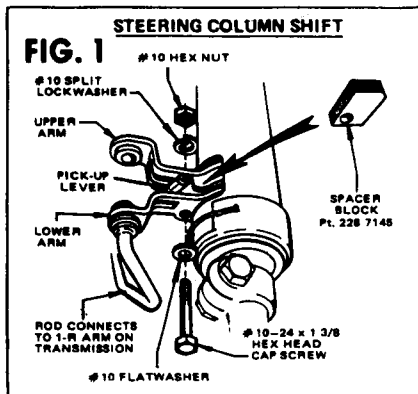 STEERING COLUMN SHIFT
FIG. 1
#10 HEX NUT
#10 SPLIT
LOCKWASHER
UPPER
ARM
PICK-UP
LEVER
LOWER
ARM
SPACER
BLOCK
Pt. 228 7145
ROD CONNECTS
TO 1-R ARM ON
TRANSMISSION
#10-24 x 1 3/8
HEX HEAD
CAP SCREW
#10 FLATWASHER